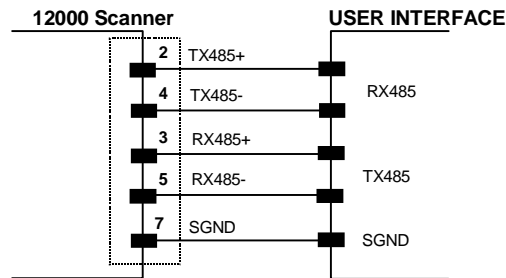 12000 Scanner USER INTERFACE
2 TX485+
RX485
4 TX485-
3 RX485+
TX485
5 RX485-
7 SGND SGND